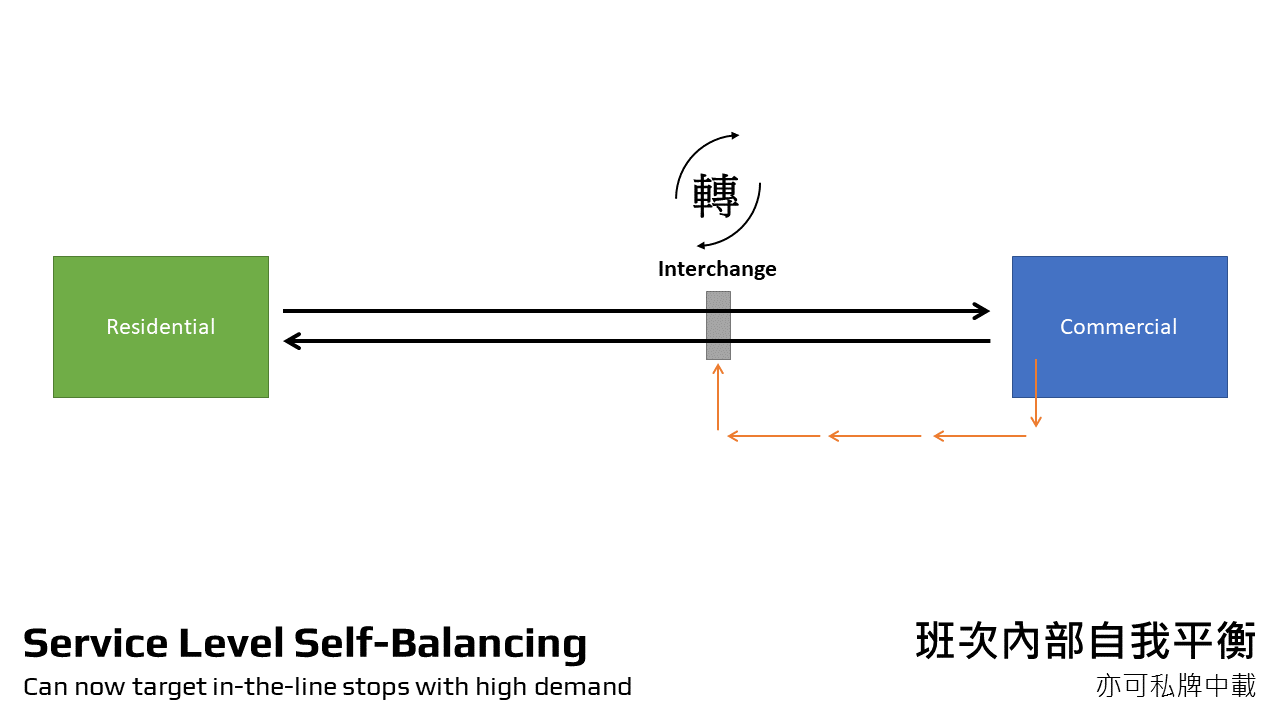 轉
Interchange
Residential
Commercial
Service Level Self-Balancing
Can now target in-the-line stops with high demand
班次內部自我平衡
亦可私牌中載